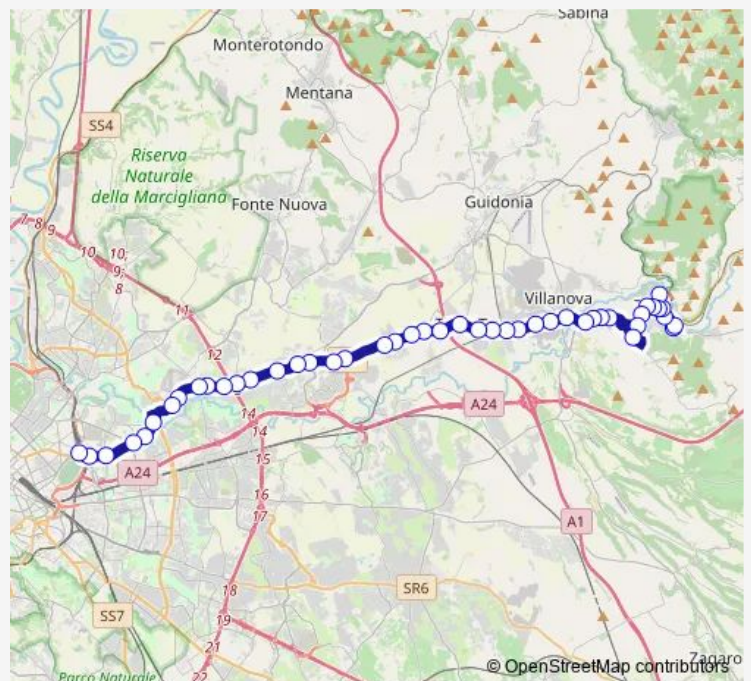 Sabina
Monterotondo
Mentana
SS4
Riserva
Naturale
della Marcigliana
Fonte Nuova
Guidonia
7 8 9
10
10;
9;
8
11
Villanova
12
14
A24
14
A24
15
16
17
A1
18
SR6
SS7
19
21
22
Zagaro
Parco Naturale
© OpenStreetMap contributors